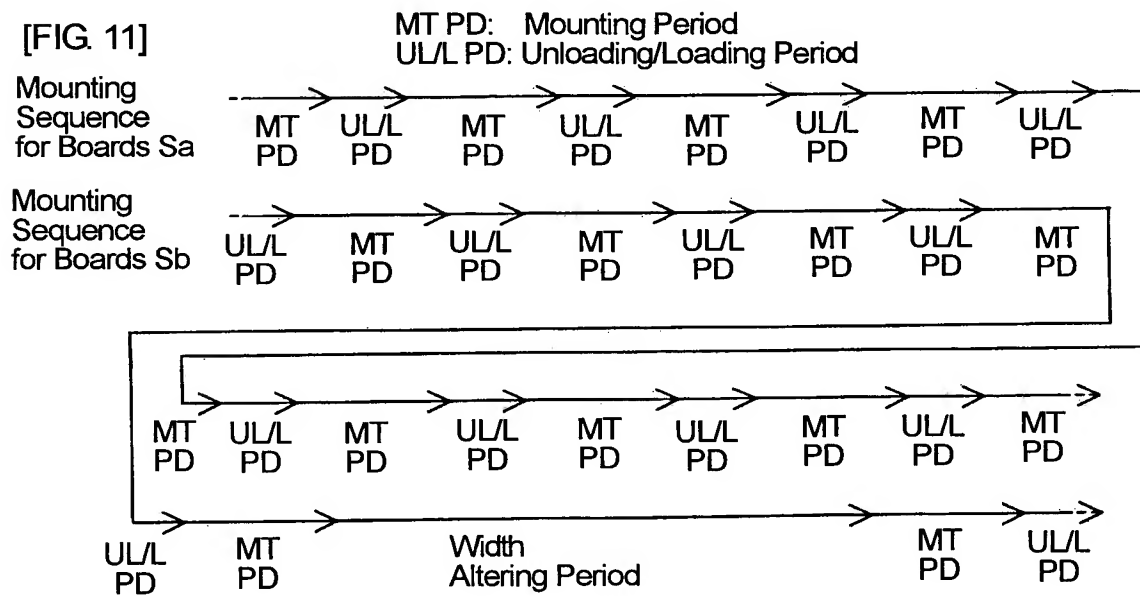 [FIG. 11]
MT PD: Mounting Period
UL/L PD: Unloading/Loading Period
Mounting
Sequence
for Boards Sa
MT UL/L MT UL/L MT UL/L MT UL/L
PD PD PD PD PD PD PD PD
Mounting
Sequence
for Boards Sb
UL/L MT UL/L MT UL/L MT UL/L MT
PD PD PD PD PD PD PD PD
MT UL/L MT UL/L MT UL/L MT UL/L MT
PD PD PD PD PD PD PD PD PD
UL/L MT Width MT UL/L
PD PD Altering Period PD PD